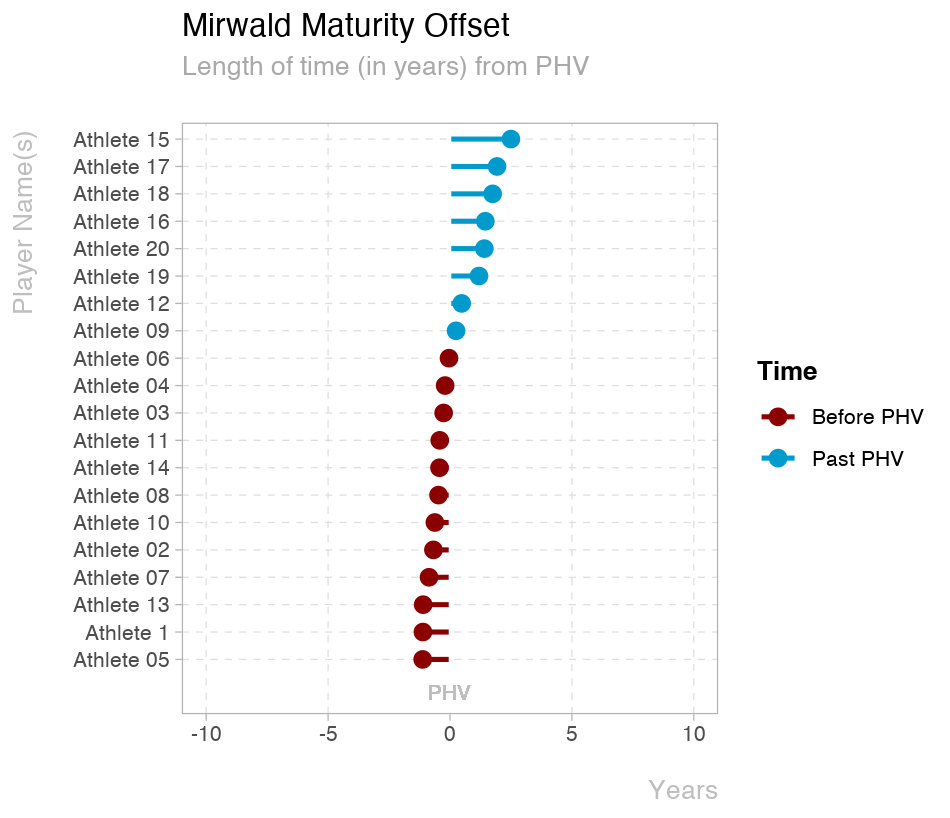 Mirwald Maturity Offset
Length of time (in years) from PHV
Player Name(s)
Athlete 15
Athlete 17
Athlete 18
Athlete 16
Athlete 20
Athlete 19
Athlete 12
Athlete 09
Athlete 06
Athlete 04
Athlete 03
Athlete 11
Athlete 14
Athlete 08
Athlete 10
Athlete 02
Athlete 07
Athlete 13
Athlete 1
Athlete 05
PHV
-10 -5 0 5 10
Years
Time
Before PHV
Past PHV